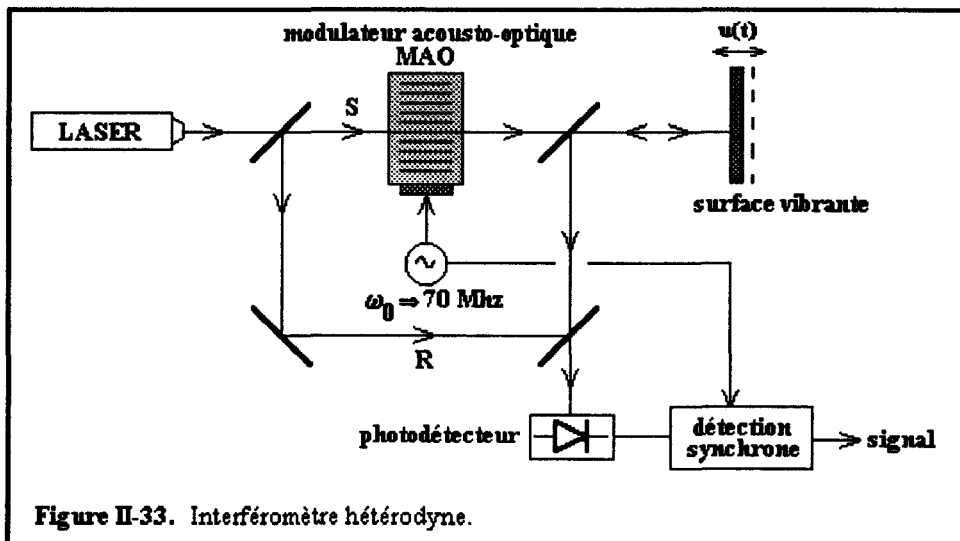 modulateur acousto-optique
MAO
u(t)
S
LASER
surface vibrante
ω0 ⇒ 70 Mhz
R
photodétecteur
détection
synchrone
signal
Figure II-33. Interféromètre hétérodyne.